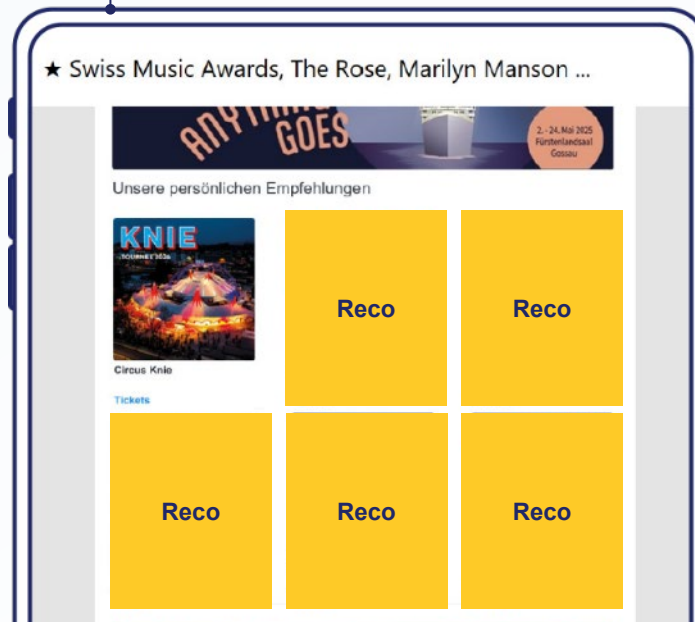 ★ Swiss Music Awards, The Rose, Marilyn Manson ...
ANYTHING
GOES
2. - 24. Mai 2025
Fürstenlandsaal
Gossau
Unsere persönlichen Empfehlungen
KNIE
Circus Knie
Tickets
Reco
Reco
Reco
Reco
Reco